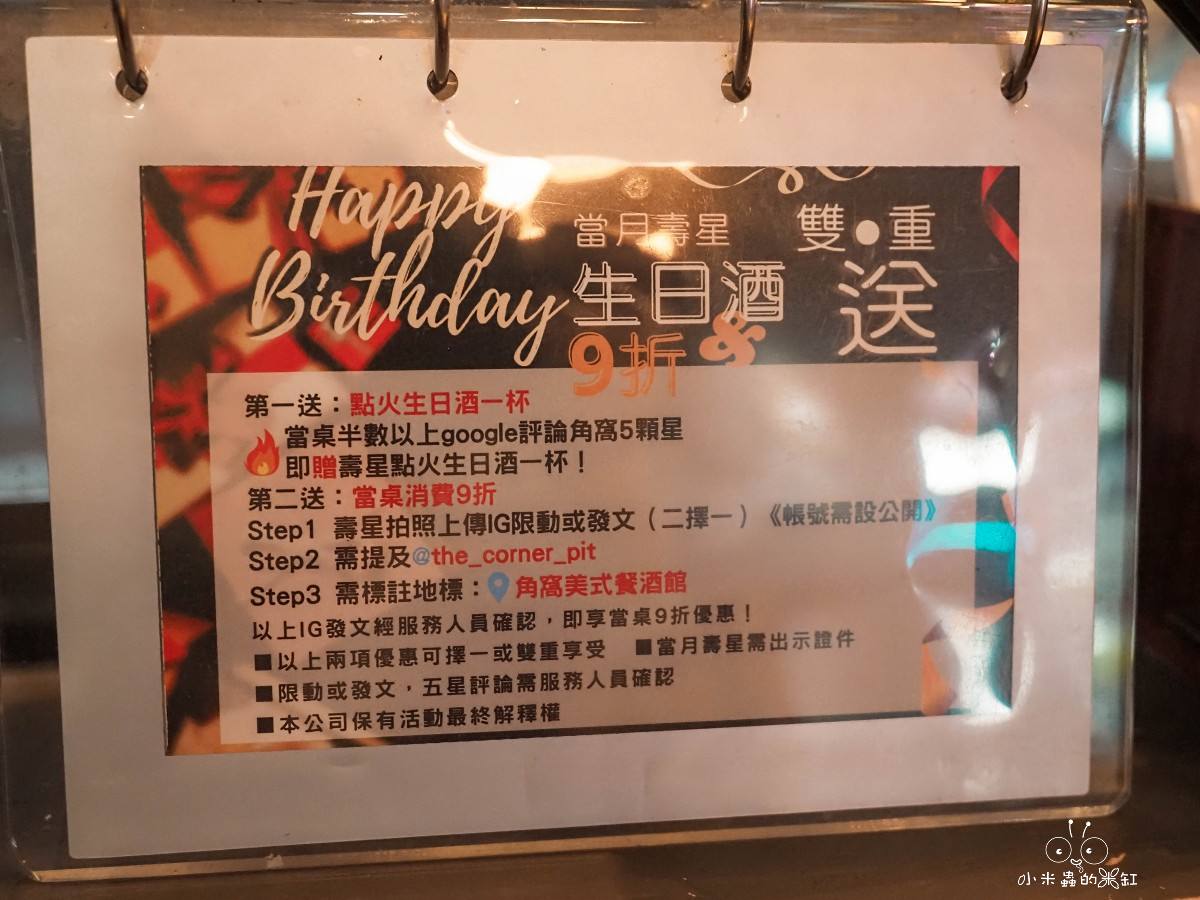 Happy
Birthday
當月壽星
生日酒
&
9折
雙●重
送
第一送：點火生日酒一杯
當桌半數以上google評論角窩5顆星
即贈壽星點火生日酒一杯！
第二送：當桌消費9折
Step1 壽星拍照上傳IG限動或發文（二擇一）《帳號需設公開》
Step2 需提及@the_corner_pit
Step3 需標註地標：角窩美式餐酒館
以上IG發文經服務人員確認，即享當桌9折優惠！
■以上兩項優惠可擇一或雙重享受 ■當月壽星需出示證件
■限動或發文，五星評論需服務人員確認
■本公司保有活動最終解釋權
小米蟲的米缸